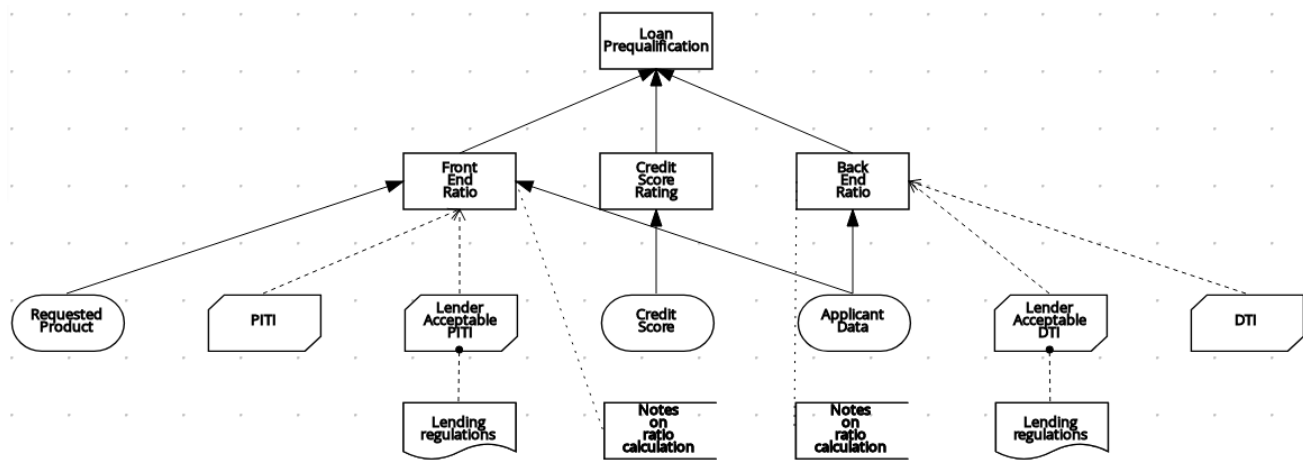 Loan
Prequalification
Front
End
Ratio
Credit
Score
Rating
Back
End
Ratio
Requested
Product
PITI
Lender
Acceptable
PITI
Credit
Score
Applicant
Data
Lender
Acceptable
DTI
DTI
Lending
regulations
Notes
on
ratio
calculation
Notes
on
ratio
calculation
Lending
regulations